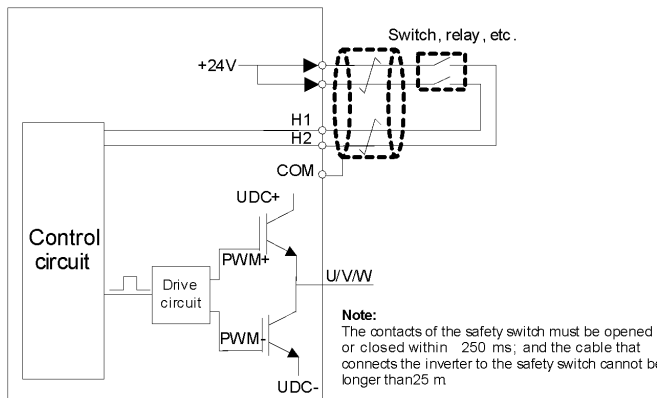 Switch, relay, etc.
+24V
H1
H2
COM
UDC+
Control
circuit
PWM+
U/V/W
Drive
circuit
PWM-
UDC-
Note:
The contacts of the safety switch must be opened
or closed within 250 ms; and the cable that
connects the inverter to the safety switch cannot be
longer than25 m